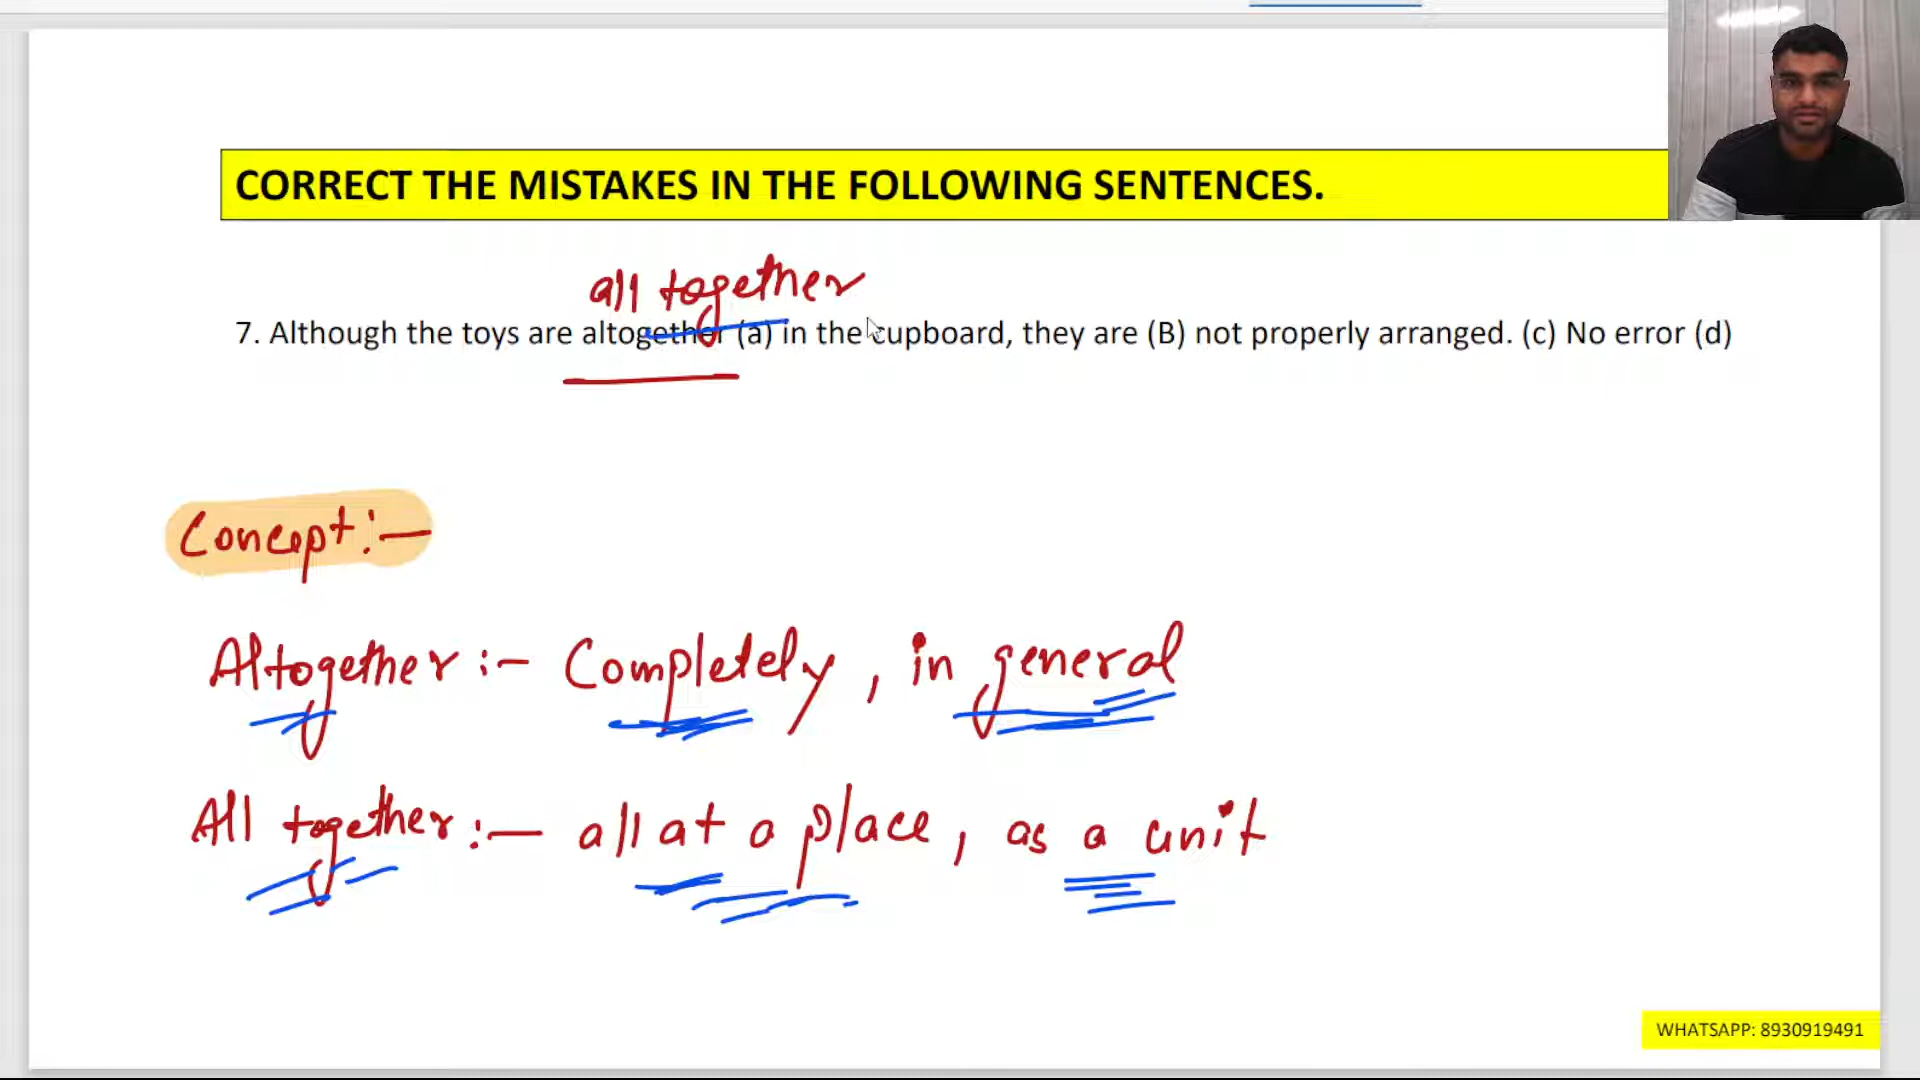 CORRECT THE MISTAKES IN THE FOLLOWING SENTENCES.
all together
7. Although the toys are altogether (a) in the cupboard, they are (B) not properly arranged. (c) No error (d)
Concept:-
Altogether :- Completely, in general
All together :- all at a place, as a unit
WHATSAPP: 8930919491